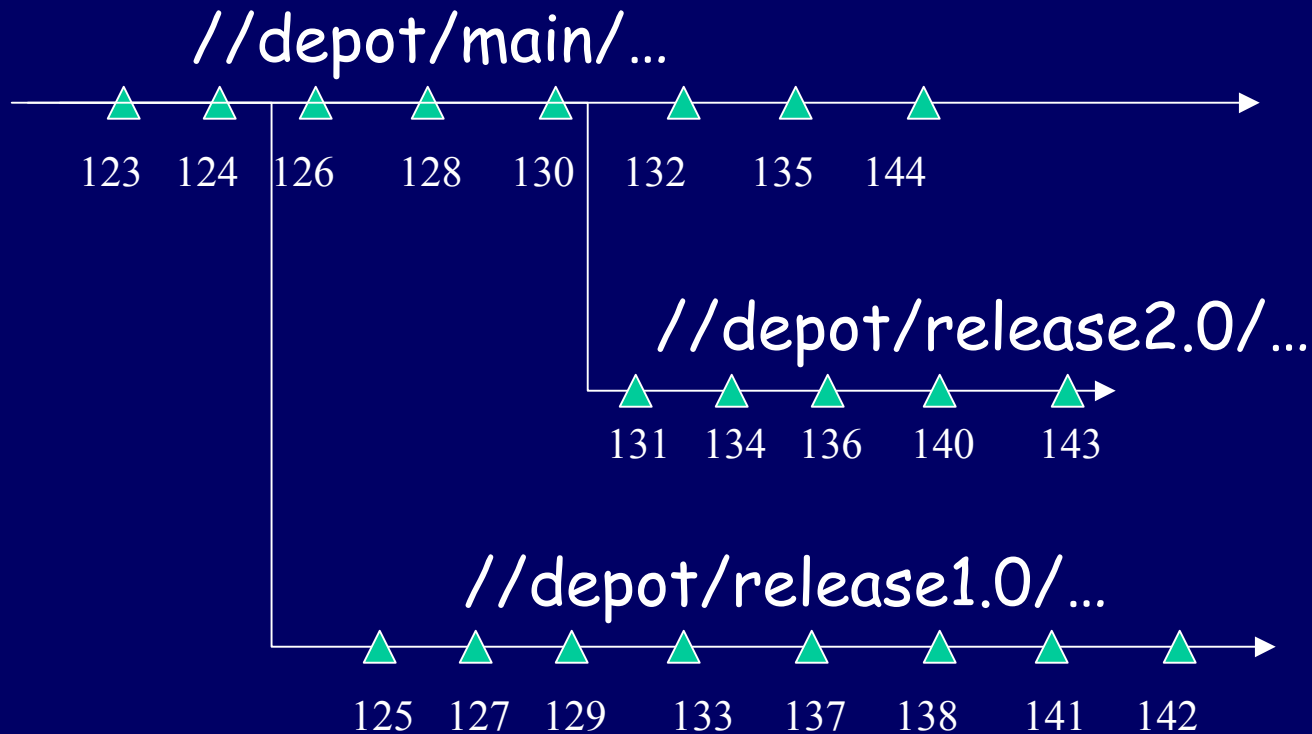 //depot/main/…
123 124 126 128 130 132 135 144
//depot/release2.0/…
131 134 136 140 143
//depot/release1.0/…
125 127 129 133 137 138 141 142